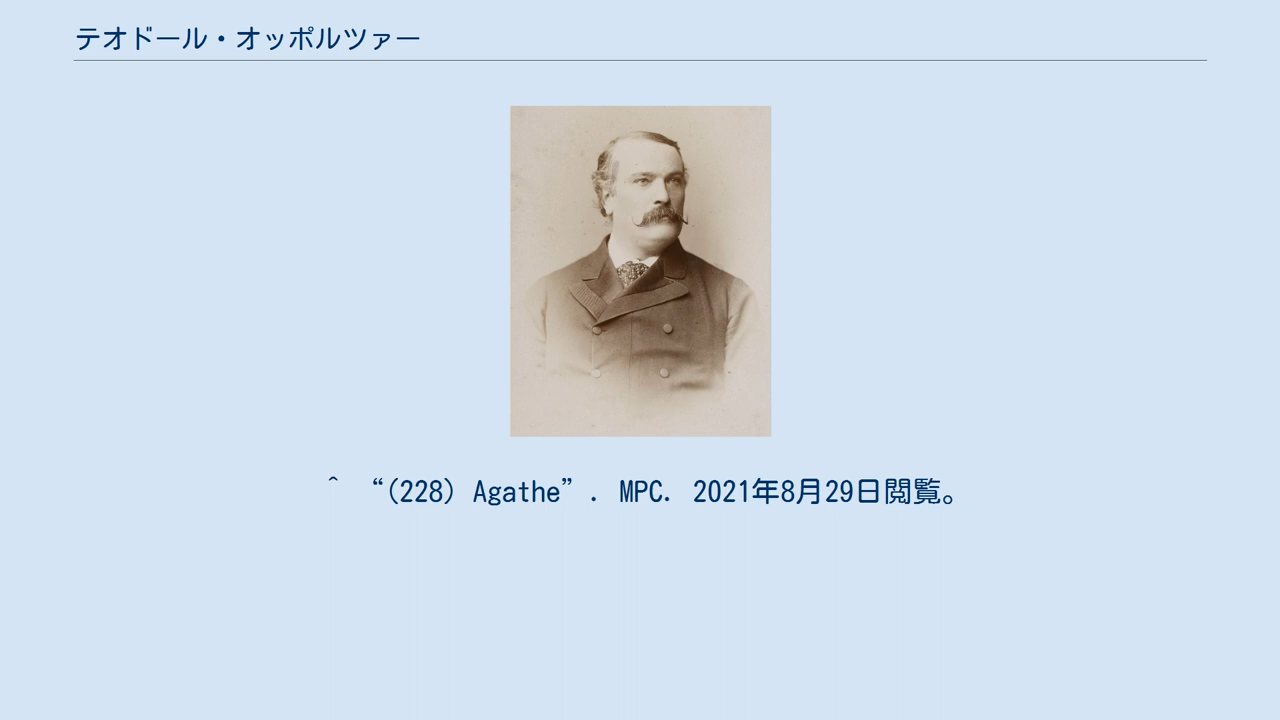 テオドール・オッポルツァー
^ “(228) Agathe”. MPC. 2021年8月29日閲覧。